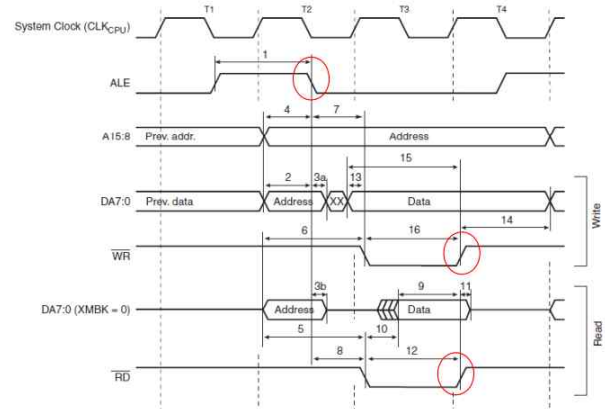 T1 T2 T3 T4
System Clock (CLKCPU)
1
ALE
4 7
A15:8 Prev. addr. Address
15
2 3a 13
DA7:0 Prev. data Address XX Data
14
6 16
WR
3b 9 11
DA7:0 (XMBK = 0) Address Data
5 10
8 12
RD
Write
Read